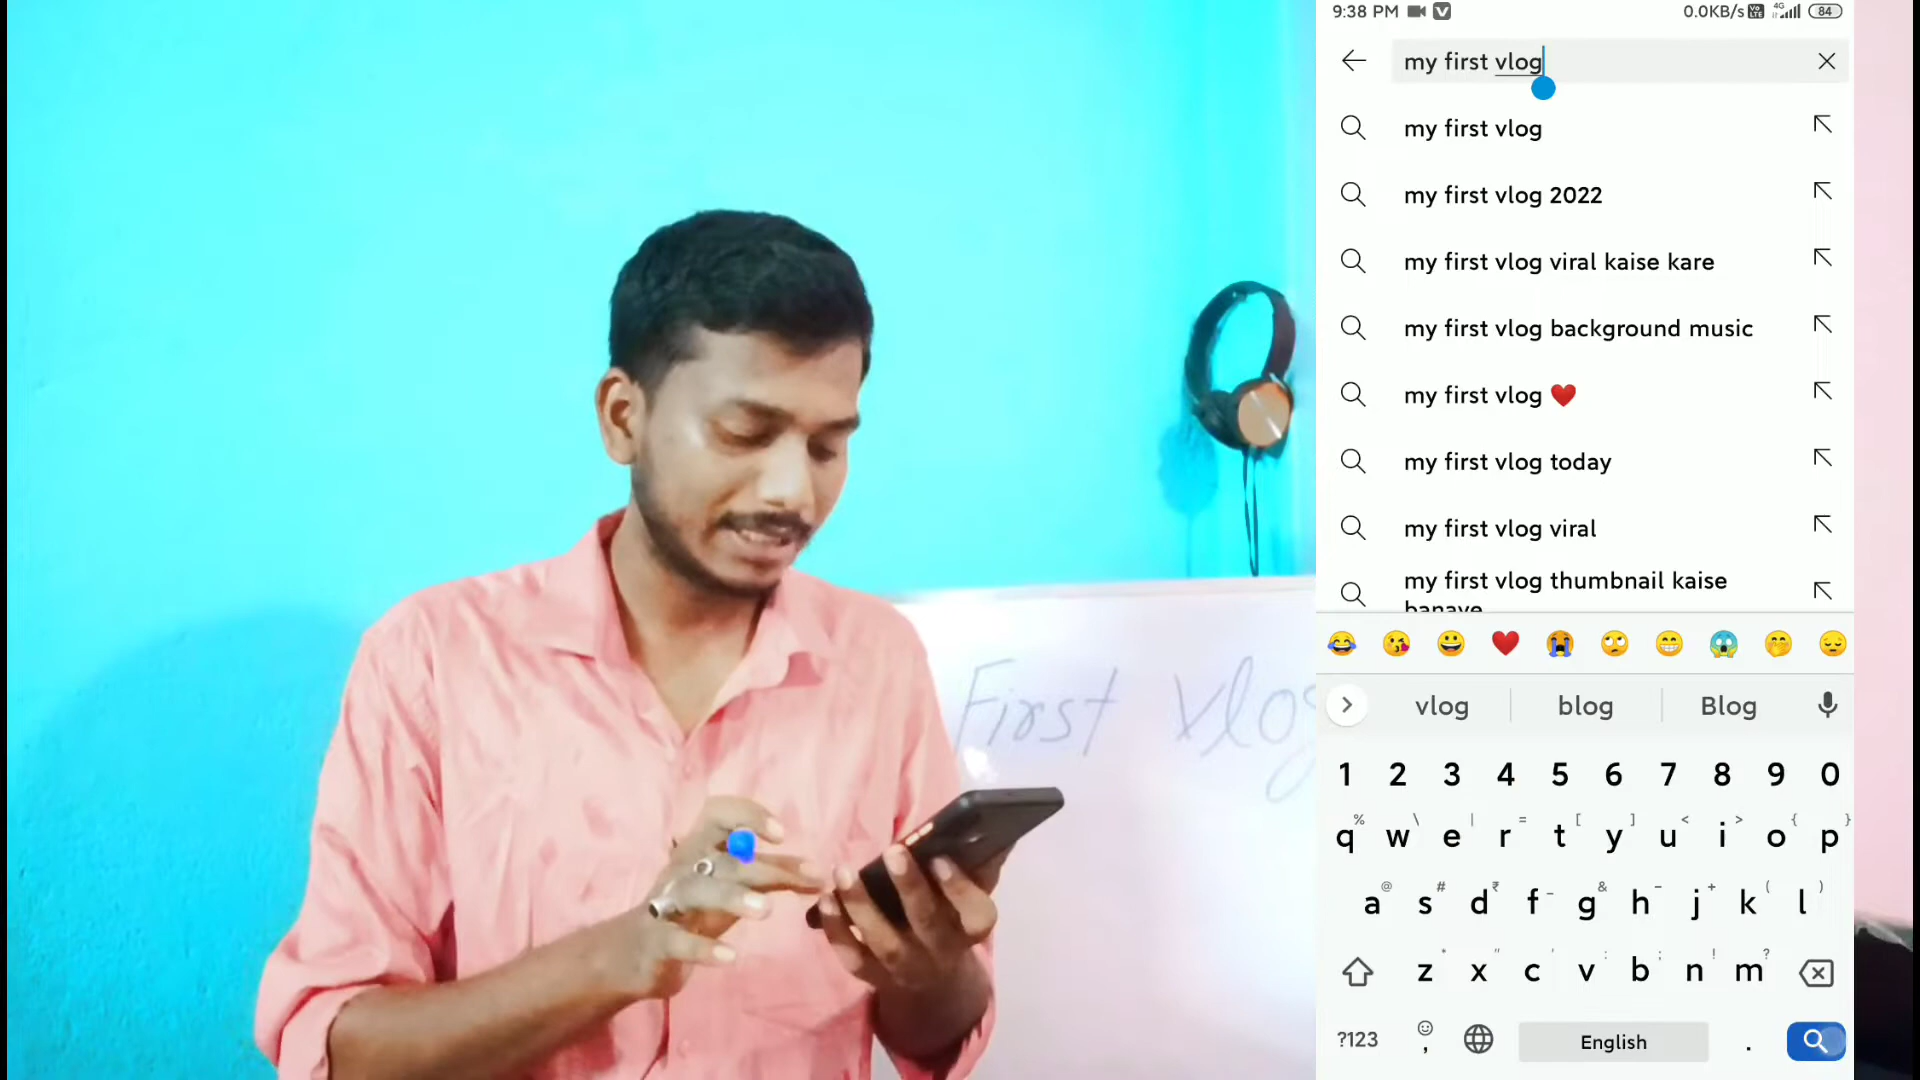 9:38 PM
0.0KB/s Vo LTE 4G 84
my first vlog
my first vlog
my first vlog 2022
my first vlog viral kaise kare
my first vlog background music
my first vlog ❤️
my first vlog today
my first vlog viral
my first vlog thumbnail kaise
banaye
First Vlog
vlog blog Blog
1 2 3 4 5 6 7 8 9 0
q w e r t y u i o p
% \ | = [ ] < > { }
a s d f g h j k l
@ # ₹ - & - + ( )
z x c v b n m
* " ' : ; ! ?
?123 , English .